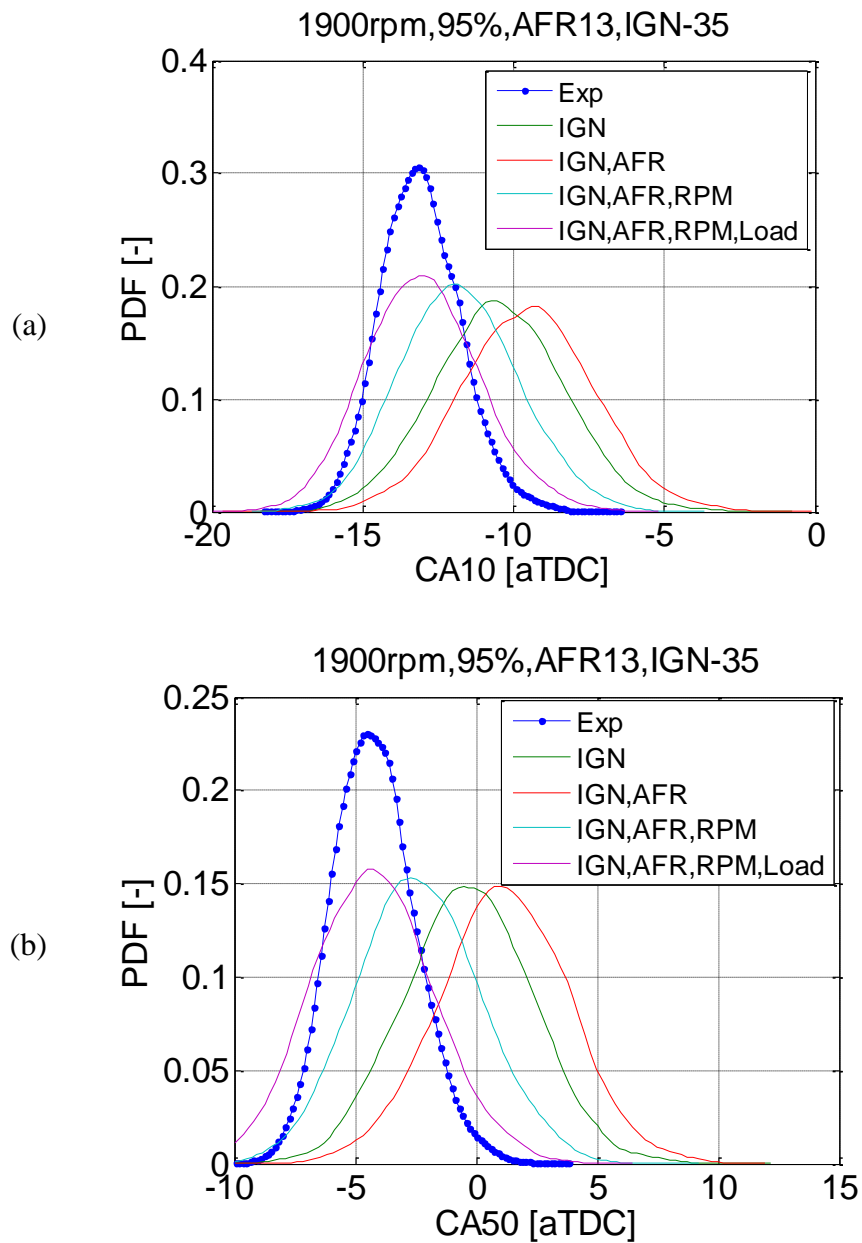 1900rpm,95%,AFR13,IGN-35
0.4
0.3
0.2
0.1
0
PDF [-]
(a)
Exp
IGN
IGN,AFR
IGN,AFR,RPM
IGN,AFR,RPM,Load
-20 -15 -10 -5 0
CA10 [aTDC]
1900rpm,95%,AFR13,IGN-35
0.25
0.2
0.15
0.1
0.05
0
PDF [-]
(b)
Exp
IGN
IGN,AFR
IGN,AFR,RPM
IGN,AFR,RPM,Load
-10 -5 0 5 10 15
CA50 [aTDC]